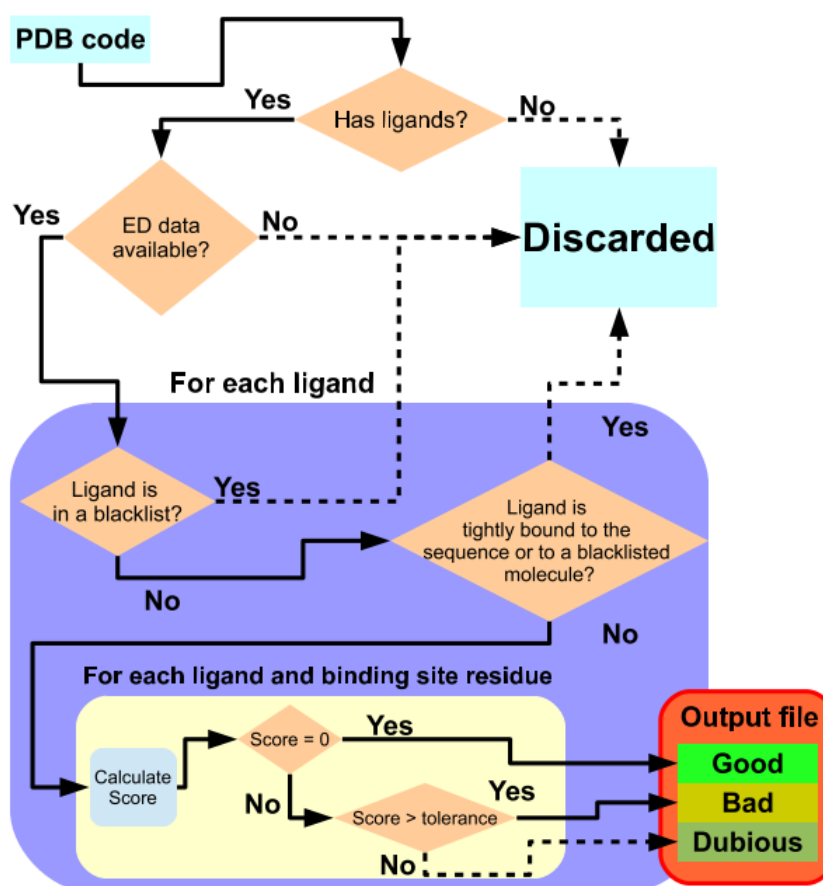 PDB code
Has ligands?
Yes
No
ED data
available?
Yes
No
Discarded
For each ligand
Ligand is
in a blacklist?
Yes
No
Ligand is
tightly bound to the
sequence or to a blacklisted
molecule?
Yes
No
For each ligand and binding site residue
Calculate
Score
Score = 0
Yes
No
Score > tolerance
Yes
No
Output file
Good
Bad
Dubious